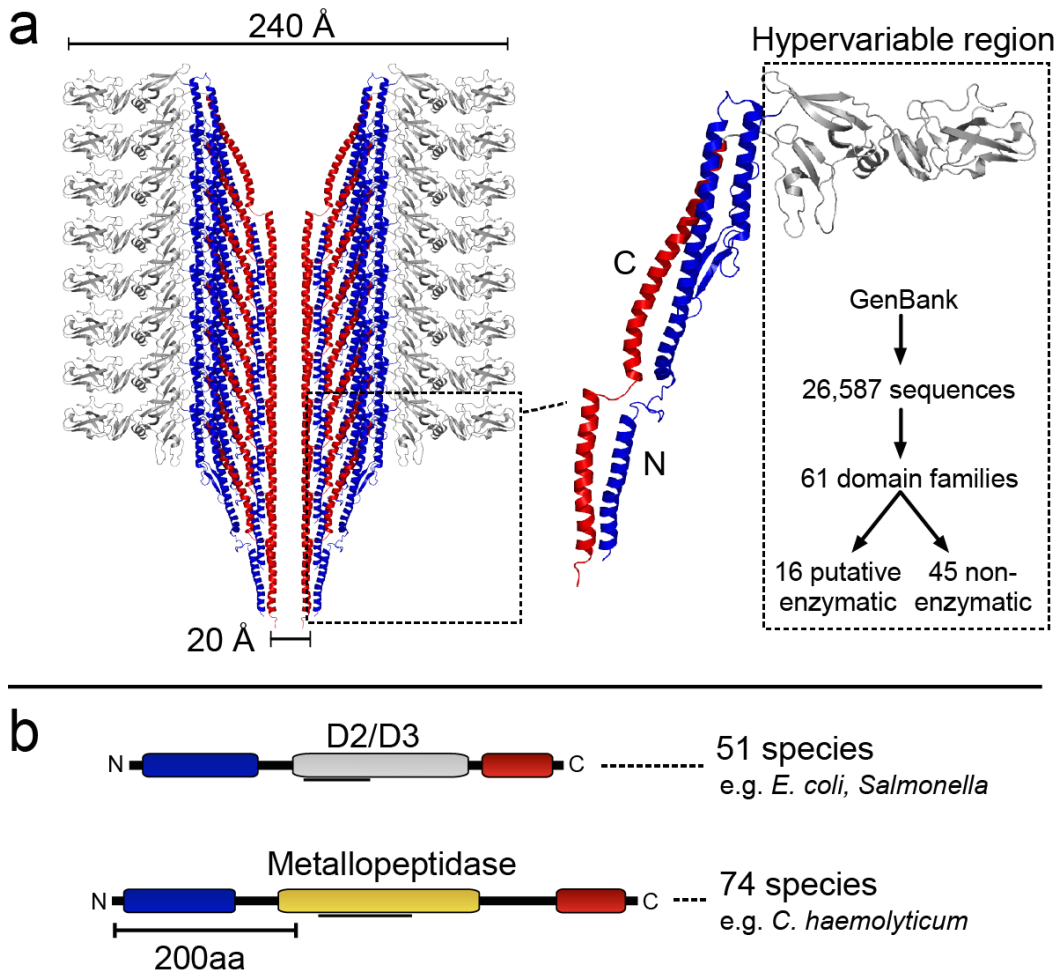 a
240 Å
Hypervariable region
C
N
GenBank
26,587 sequences
61 domain families
16 putative
enzymatic
45 non-
enzymatic
20 Å
b
D2/D3
N
C
51 species
e.g. E. coli, Salmonella
Metallopeptidase
N
C
74 species
e.g. C. haemolyticum
200aa